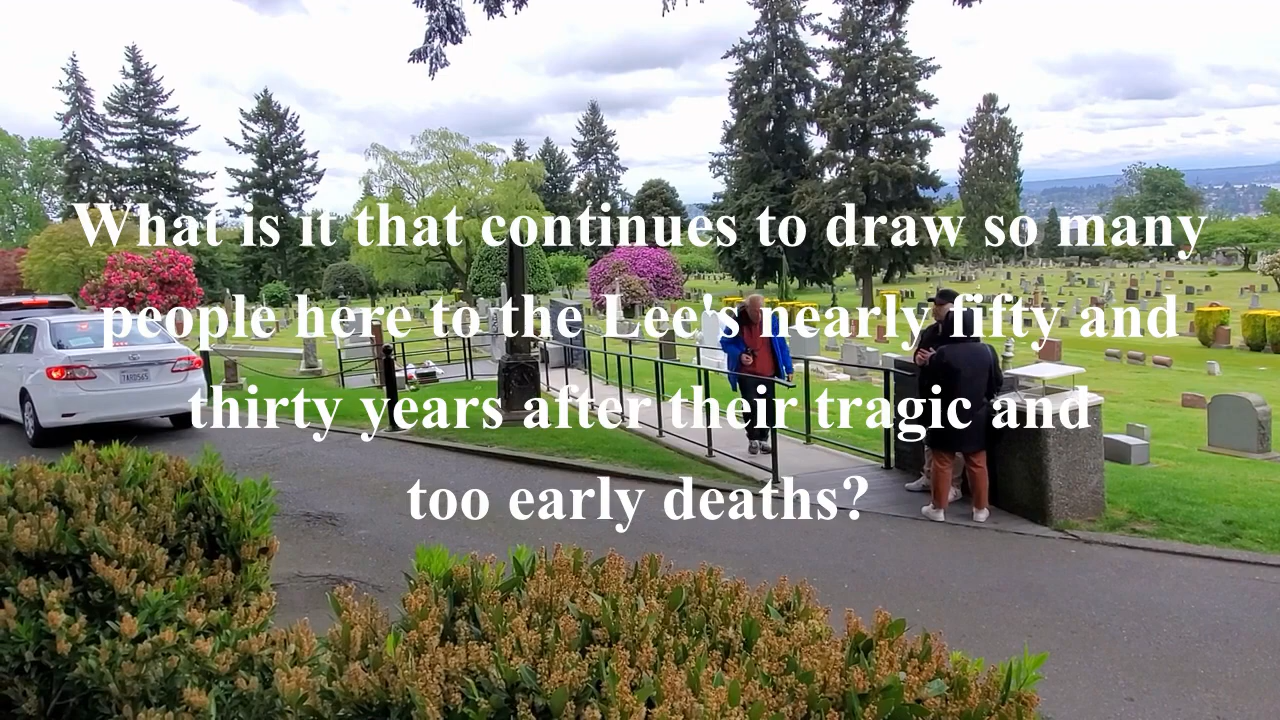 What is it that continues to draw so many
people here to the Lee's nearly fifty and
thirty years after their tragic and
too early deaths?